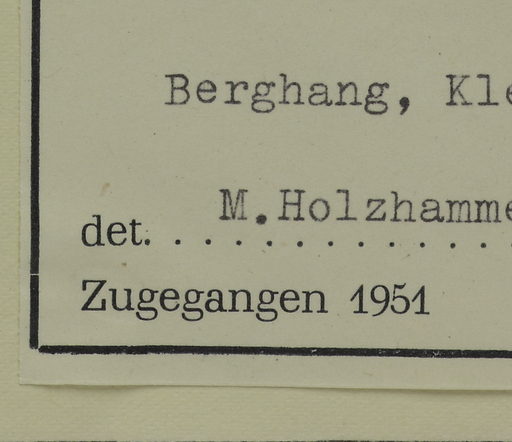 Berghang, Kle
M.Holzhamme
det. . . . . . . . . . . . .
Zugegangen 1951